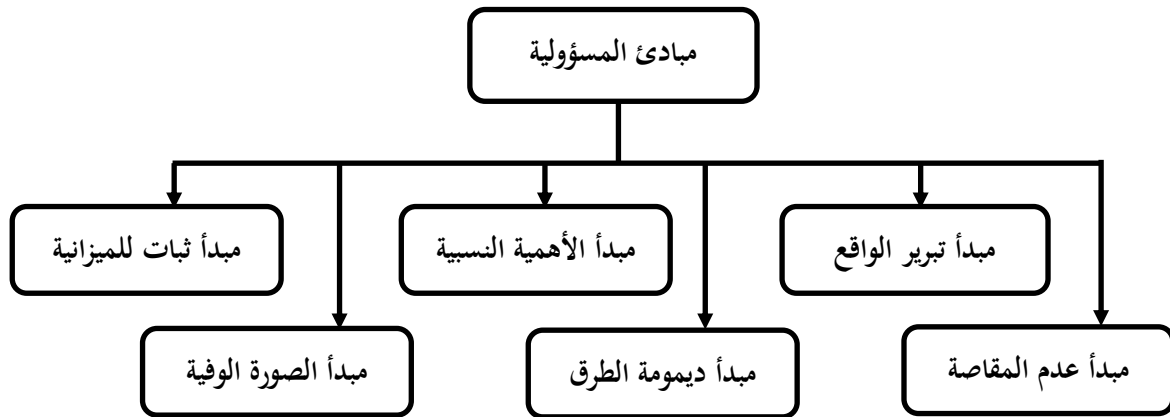 مبادئ المسؤولية
مبدأ تبرير الواقع
مبدأ الأهمية النسبية
مبدأ ثبات للميزانية
مبدأ عدم المقاصة
مبدأ ديمومة الطرق
مبدأ الصورة الوفية